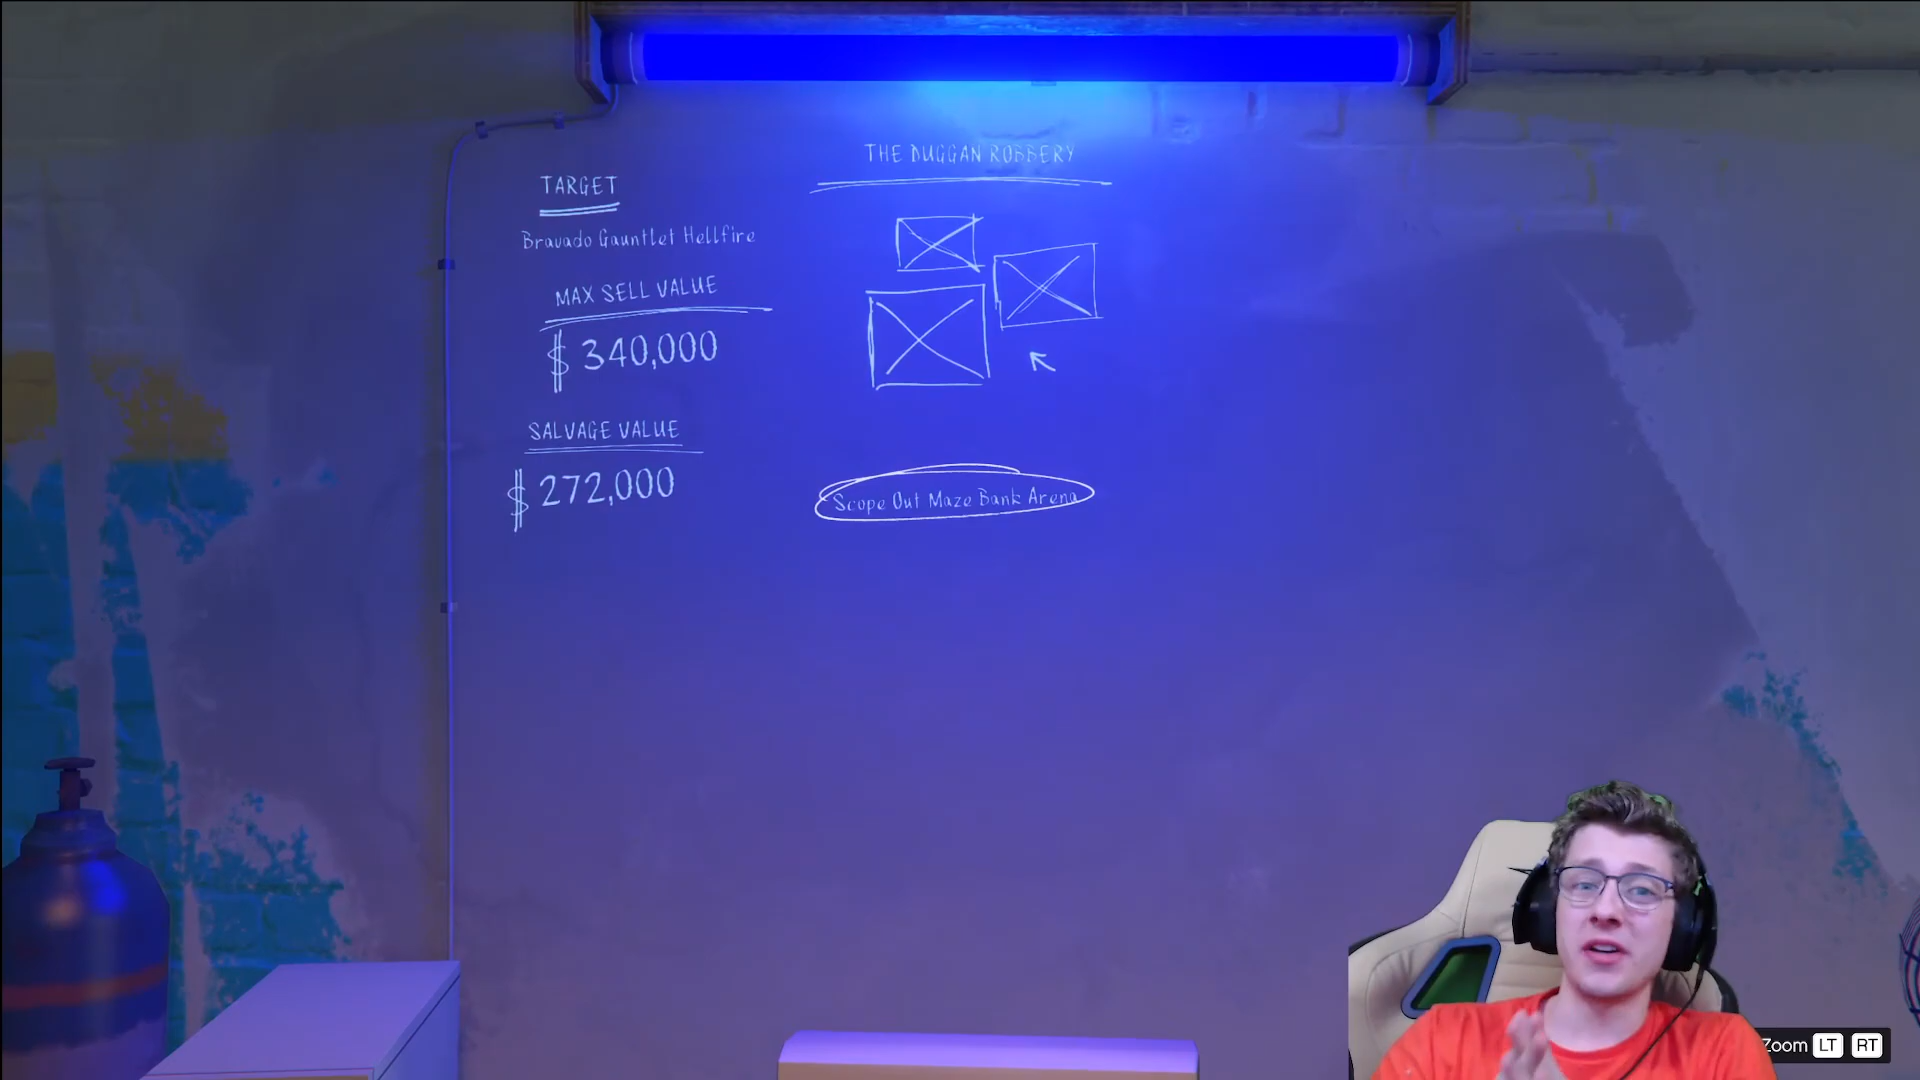 THE DUGGAN ROBBERY
TARGET
Bravado Gauntlet Hellfire
MAX SELL VALUE
$ 340,000
SALVAGE VALUE
$ 272,000
Scope Out Maze Bank Arena
Zoom LT RT